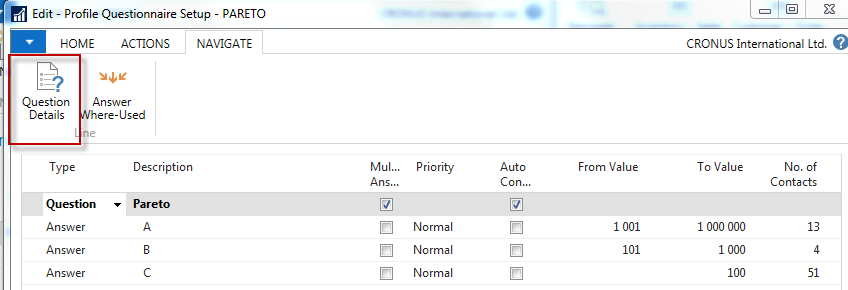 Edit - Profile Questionnaire Setup - PARETO
HOME ACTIONS NAVIGATE CRONUS International Ltd.
Question Answer
Details Where-Used
Line
Type Description Mul... Priority Auto From Value To Value No. of
Ans... Con... Contacts
Question Pareto
Answer A Normal 1 001 1 000 000 13
Answer B Normal 101 1 000 4
Answer C Normal 100 51